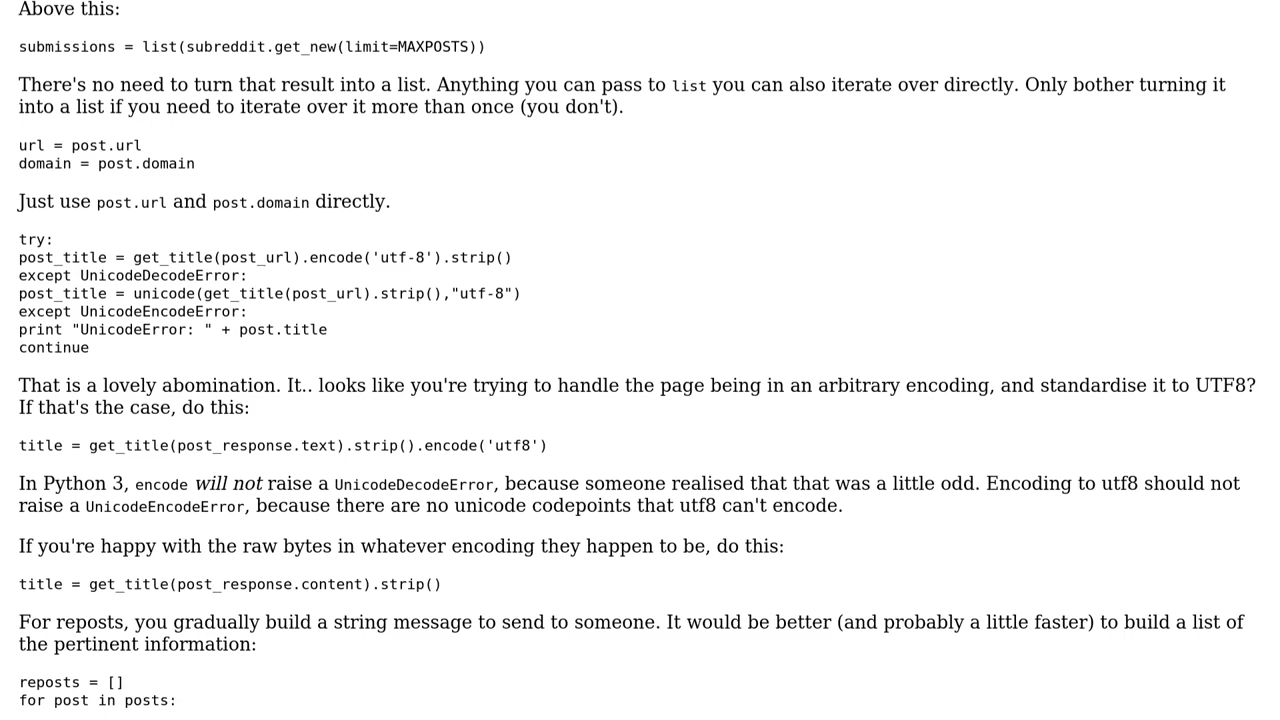 Above this:
submissions = list(subreddit.get_new(limit=MAXPOSTS))
There's no need to turn that result into a list. Anything you can pass to list you can also iterate over directly. Only bother turning it
into a list if you need to iterate over it more than once (you don't).
url = post.url
domain = post.domain
Just use post.url and post.domain directly.
try:
post_title = get_title(post_url).encode('utf-8').strip()
except UnicodeDecodeError:
post_title = unicode(get_title(post_url).strip(),"utf-8")
except UnicodeEncodeError:
print "UnicodeError: " + post.title
continue
That is a lovely abomination. It.. looks like you're trying to handle the page being in an arbitrary encoding, and standardise it to UTF8?
If that's the case, do this:
title = get_title(post_response.text).strip().encode('utf8')
In Python 3, encode will not raise a UnicodeDecodeError, because someone realised that that was a little odd. Encoding to utf8 should not
raise a UnicodeEncodeError, because there are no unicode codepoints that utf8 can't encode.
If you're happy with the raw bytes in whatever encoding they happen to be, do this:
title = get_title(post_response.content).strip()
For reposts, you gradually build a string message to send to someone. It would be better (and probably a little faster) to build a list of
the pertinent information:
reposts = []
for post in posts: